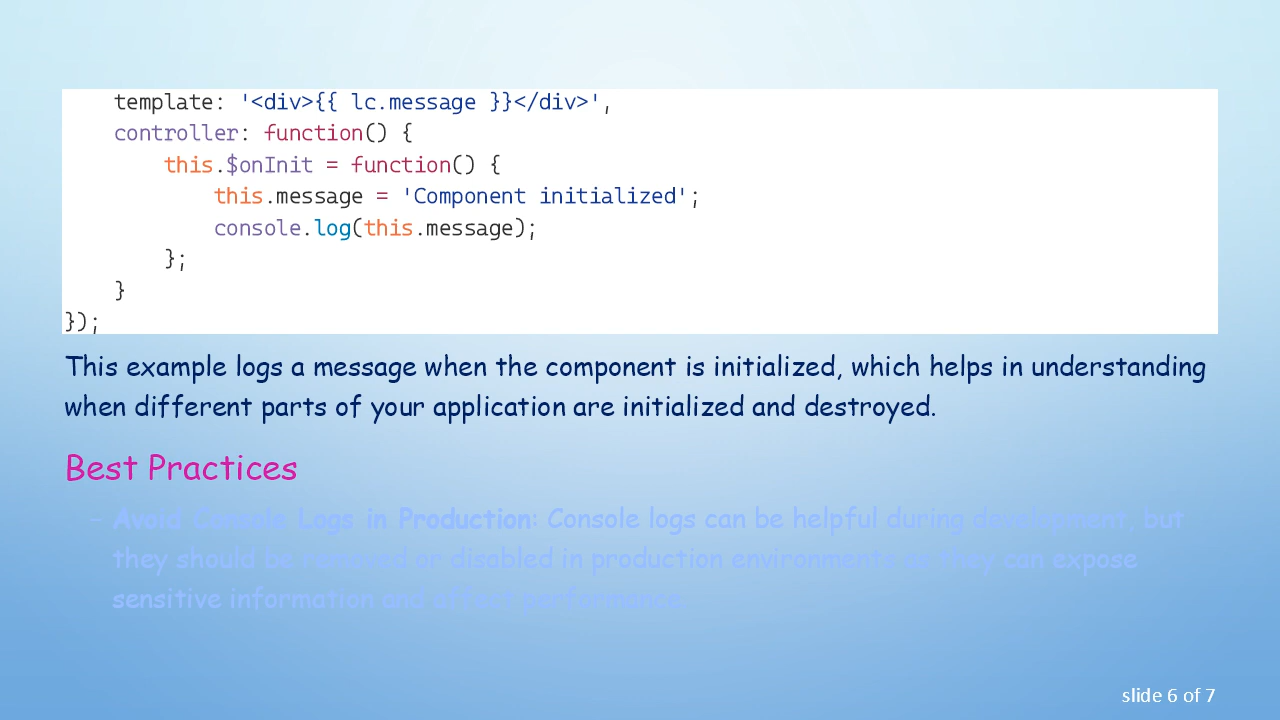 template: '<div>{{ lc.message }}</div>',
controller: function() {
this.$onInit = function() {
this.message = 'Component initialized';
console.log(this.message);
};
}
});
This example logs a message when the component is initialized, which helps in understanding
when different parts of your application are initialized and destroyed.
Best Practices
- Avoid Console Logs in Production: Console logs can be helpful during development, but
they should be removed or disabled in production environments as they can expose
sensitive information and affect performance.
slide 6 of 7